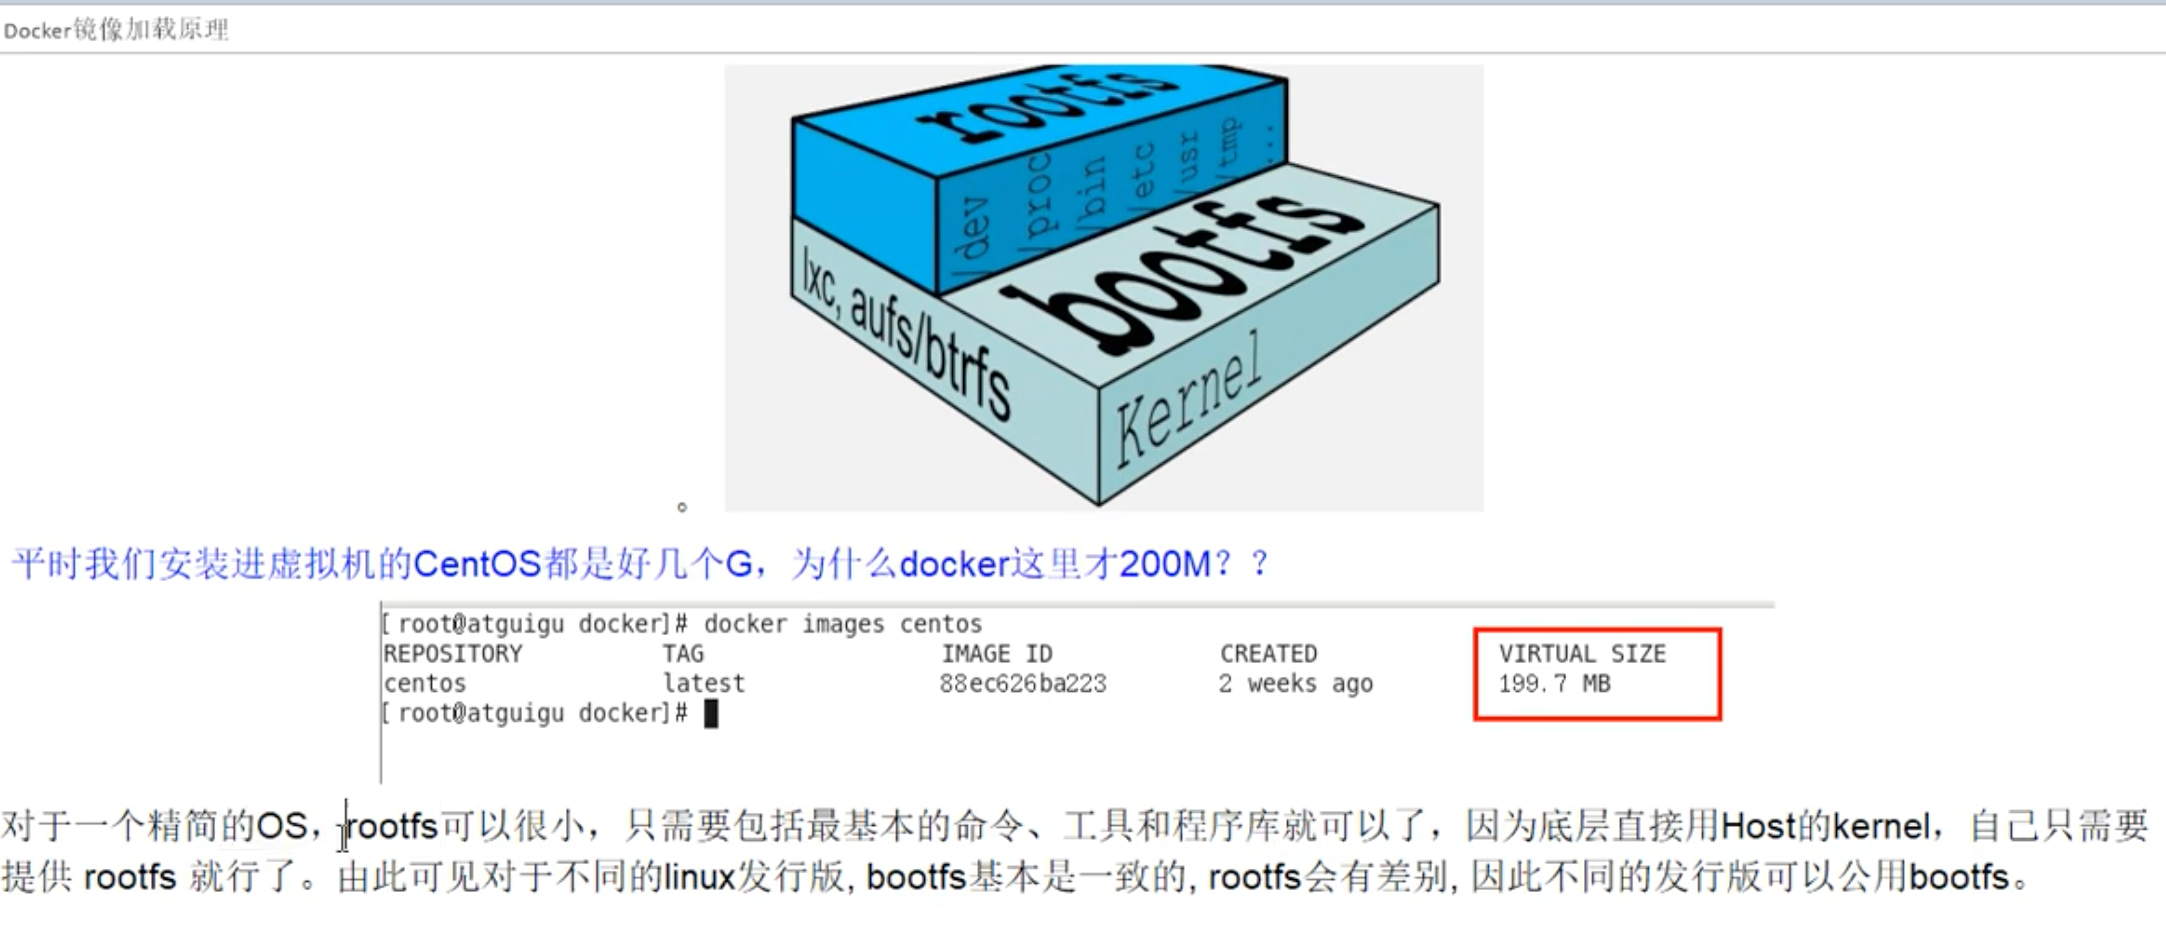 Docker镜像加载原理
rootfs
/dev
/proc
/bin
/etc
/usr
/tmp
...
bootfs
lxc, aufs/btrfs
Kernel
。
平时我们安装进虚拟机的CentOS都是好几个G，为什么docker这里才200M？？
[root@atguigu docker]# docker images centos
REPOSITORY TAG IMAGE ID CREATED VIRTUAL SIZE
centos latest 88ec626ba223 2 weeks ago 199.7 MB
[root@atguigu docker]#
对于一个精简的OS，rootfs可以很小，只需要包括最基本的命令、工具和程序库就可以了，因为底层直接用Host的kernel，自己只需要
提供 rootfs 就行了。由此可见对于不同的linux发行版, bootfs基本是一致的, rootfs会有差别, 因此不同的发行版可以公用bootfs。